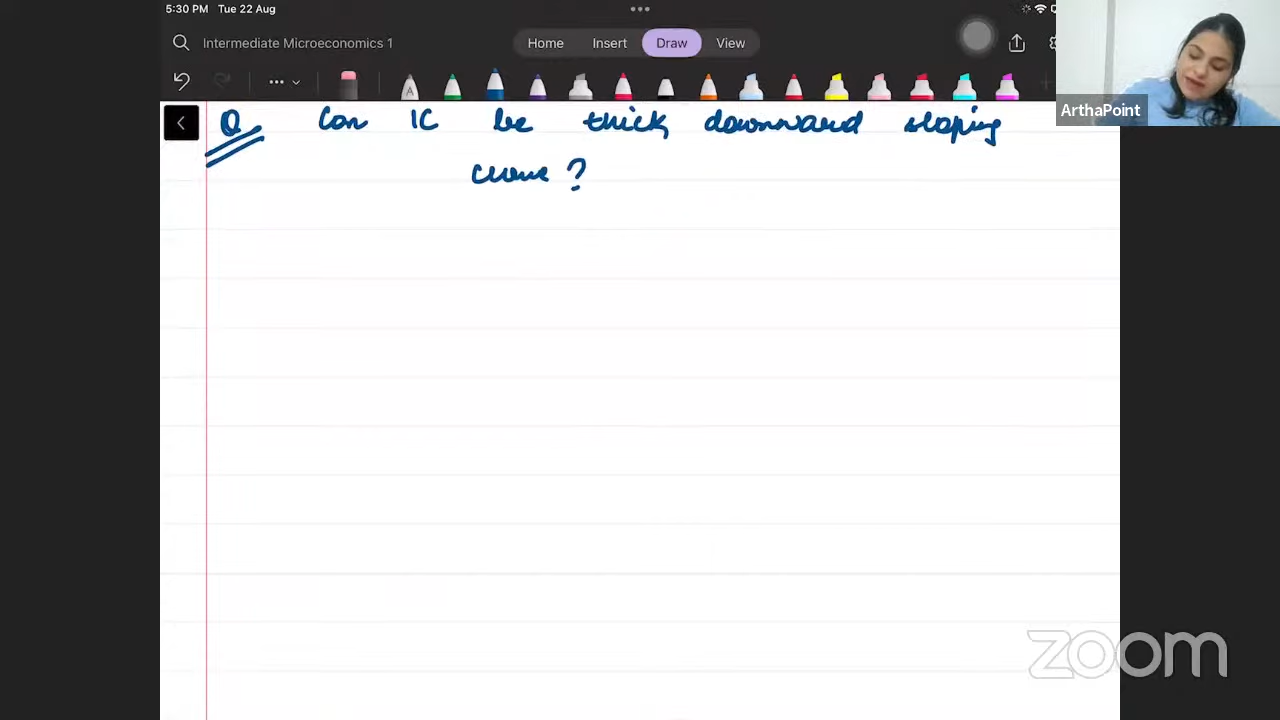 5:30 PM Tue 22 Aug
Intermediate Microeconomics 1
Home Insert Draw View
A
ArthaPoint
Q Can IC be thick downward sloping
curve ?
zoom